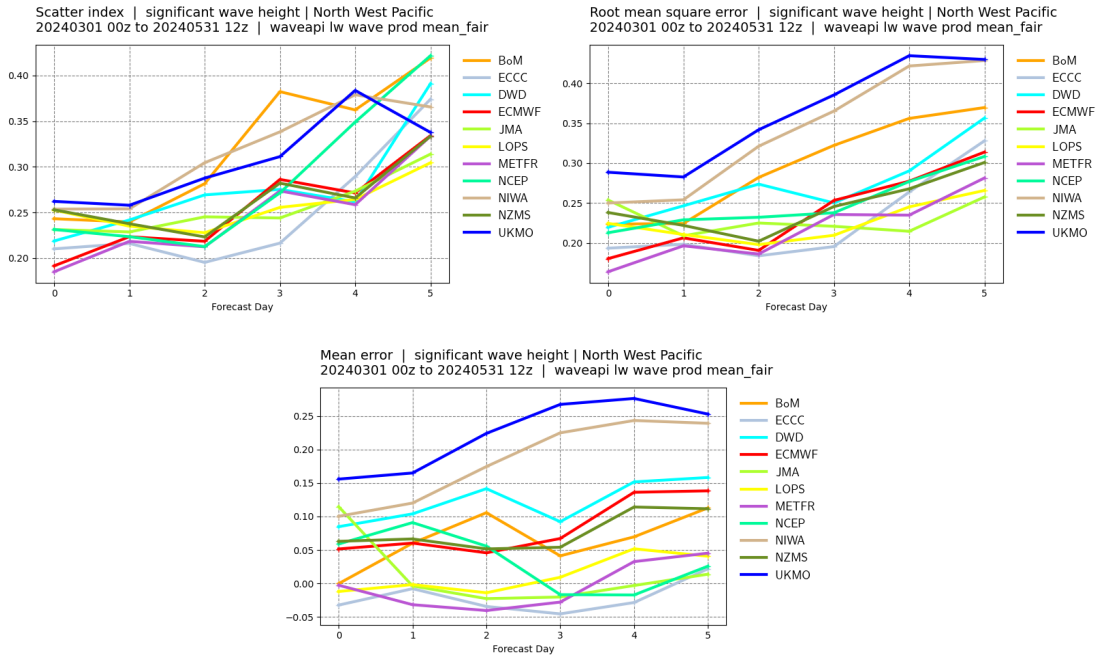 Scatter index | significant wave height | North West Pacific
20240301 00z to 20240531 12z | waveapi lw wave prod mean_fair
0.40
0.35
0.30
0.25
0.20
0 1 2 3 4 5
Forecast Day
BoM
ECCC
DWD
ECMWF
JMA
LOPS
METFR
NCEP
NIWA
NZMS
UKMO
Root mean square error | significant wave height | North West Pacific
20240301 00z to 20240531 12z | waveapi lw wave prod mean_fair
0.40
0.35
0.30
0.25
0.20
0 1 2 3 4 5
Forecast Day
BoM
ECCC
DWD
ECMWF
JMA
LOPS
METFR
NCEP
NIWA
NZMS
UKMO
Mean error | significant wave height | North West Pacific
20240301 00z to 20240531 12z | waveapi lw wave prod mean_fair
0.25
0.20
0.15
0.10
0.05
0.00
−0.05
0 1 2 3 4 5
Forecast Day
BoM
ECCC
DWD
ECMWF
JMA
LOPS
METFR
NCEP
NIWA
NZMS
UKMO